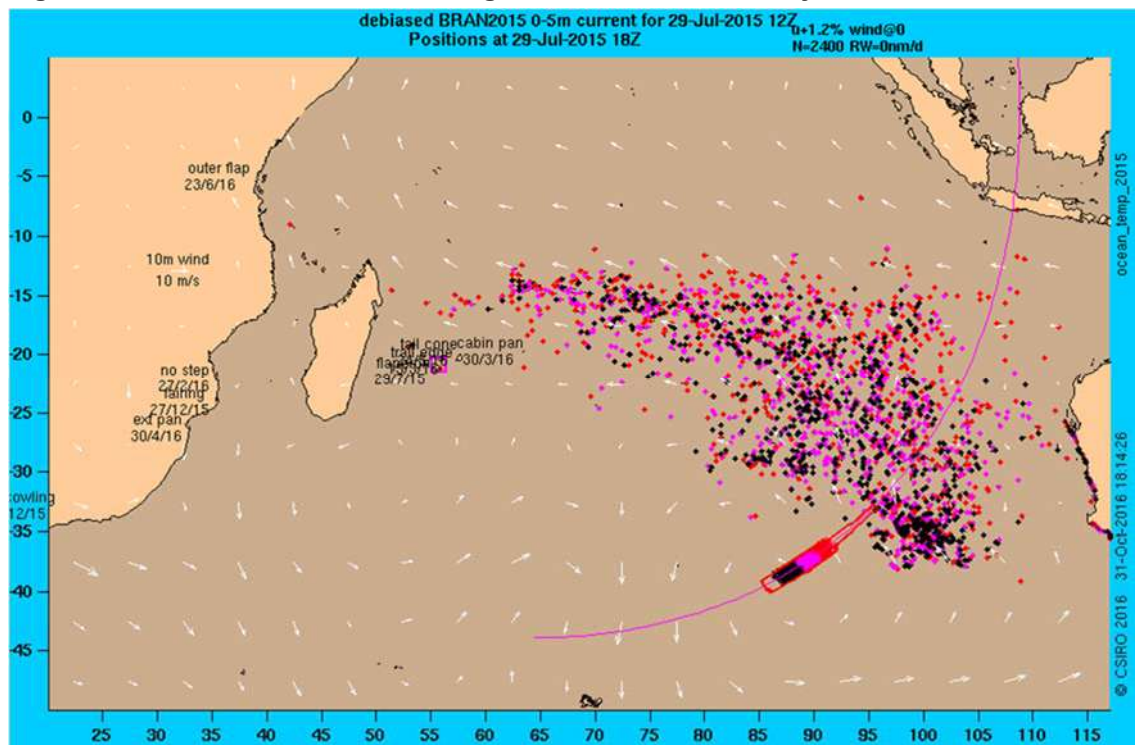 debiased BRAN2015 0-5m current for 29-Jul-2015 12Z
Positions at 29-Jul-2015 18Z
u+1.2% wind@0
N=2400 RW=0nm/d
0
-5
-10
-15
-20
-25
-30
-35
-40
-45
outer flap
23/6/16
10m wind
10 m/s
tail cone
cabin pan
30/3/16
trail edge
29/7/15
no step
27/2/16
fairing
27/12/15
ext pan
30/4/16
cowling
12/15
25 30 35 40 45 50 55 60 65 70 75 80 85 90 95 100 105 110 115
ocean_temp_2015
© CSIRO 2016 31-Oct-2016 18:14:26